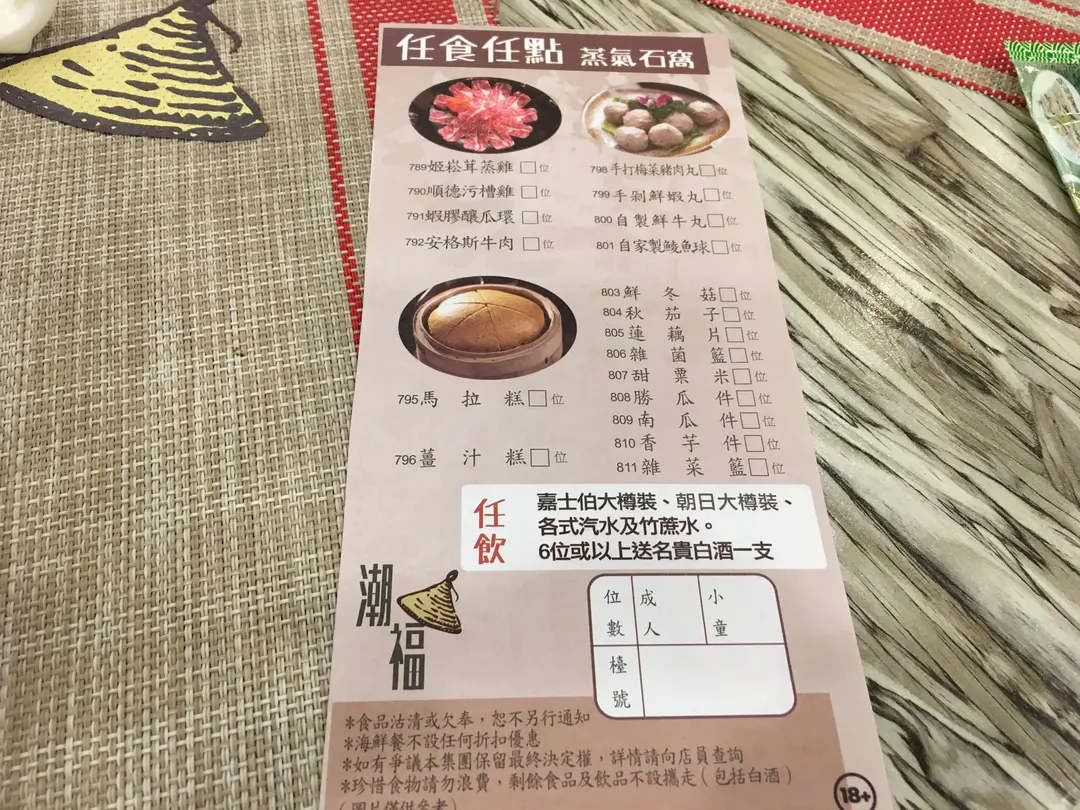 任食任點 蒸氣石窩
789姬崧茸蒸雞□位
790順德污糟雞□位
791蝦膠釀瓜環□位
792安格斯牛肉□位
798手打梅菜豬肉丸□位
799手剁鮮蝦丸□位
800自製鮮牛丸□位
801自家製鯪魚球□位
795馬拉糕□位
796薑汁糕□位
803鮮冬菇□位
804秋茄子□位
805蓮藕片□位
806雜菌籃□位
807甜粟米□位
808勝瓜件□位
809南瓜件□位
810香芋件□位
811雜菜籃□位
任飲
嘉士伯大樽裝、朝日大樽裝、
各式汽水及竹蔗水。
6位或以上送名貴白酒一支
潮福
位數 成人 小童
檯號
*食品沽清或欠奉，恕不另行通知
*海鮮餐不設任何折扣優惠
*如有爭議本集團保留最終決定權，詳情請向店員查詢
*珍惜食物請勿浪費，剩餘食品及飲品不設攜走（包括白酒）
（圖片僅供參考）
18+